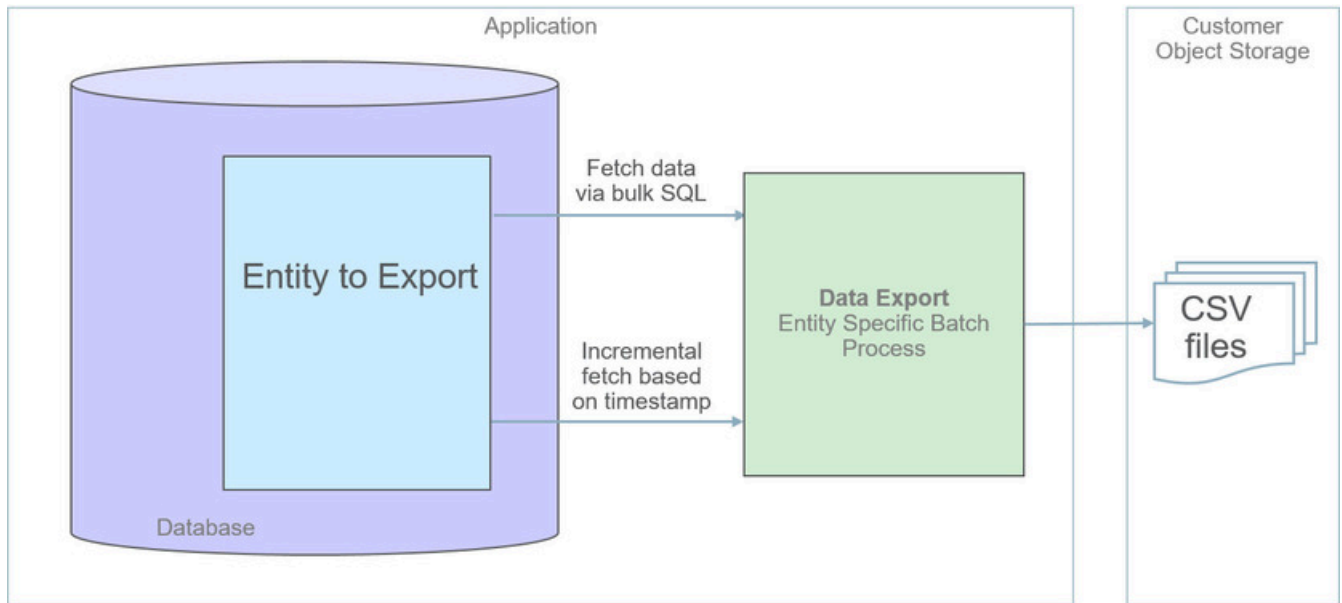 Application
Customer
Object Storage
Fetch data
via bulk SQL
Entity to Export
Data Export
Entity Specific Batch
Process
CSV
files
Incremental
fetch based
on timestamp
Database